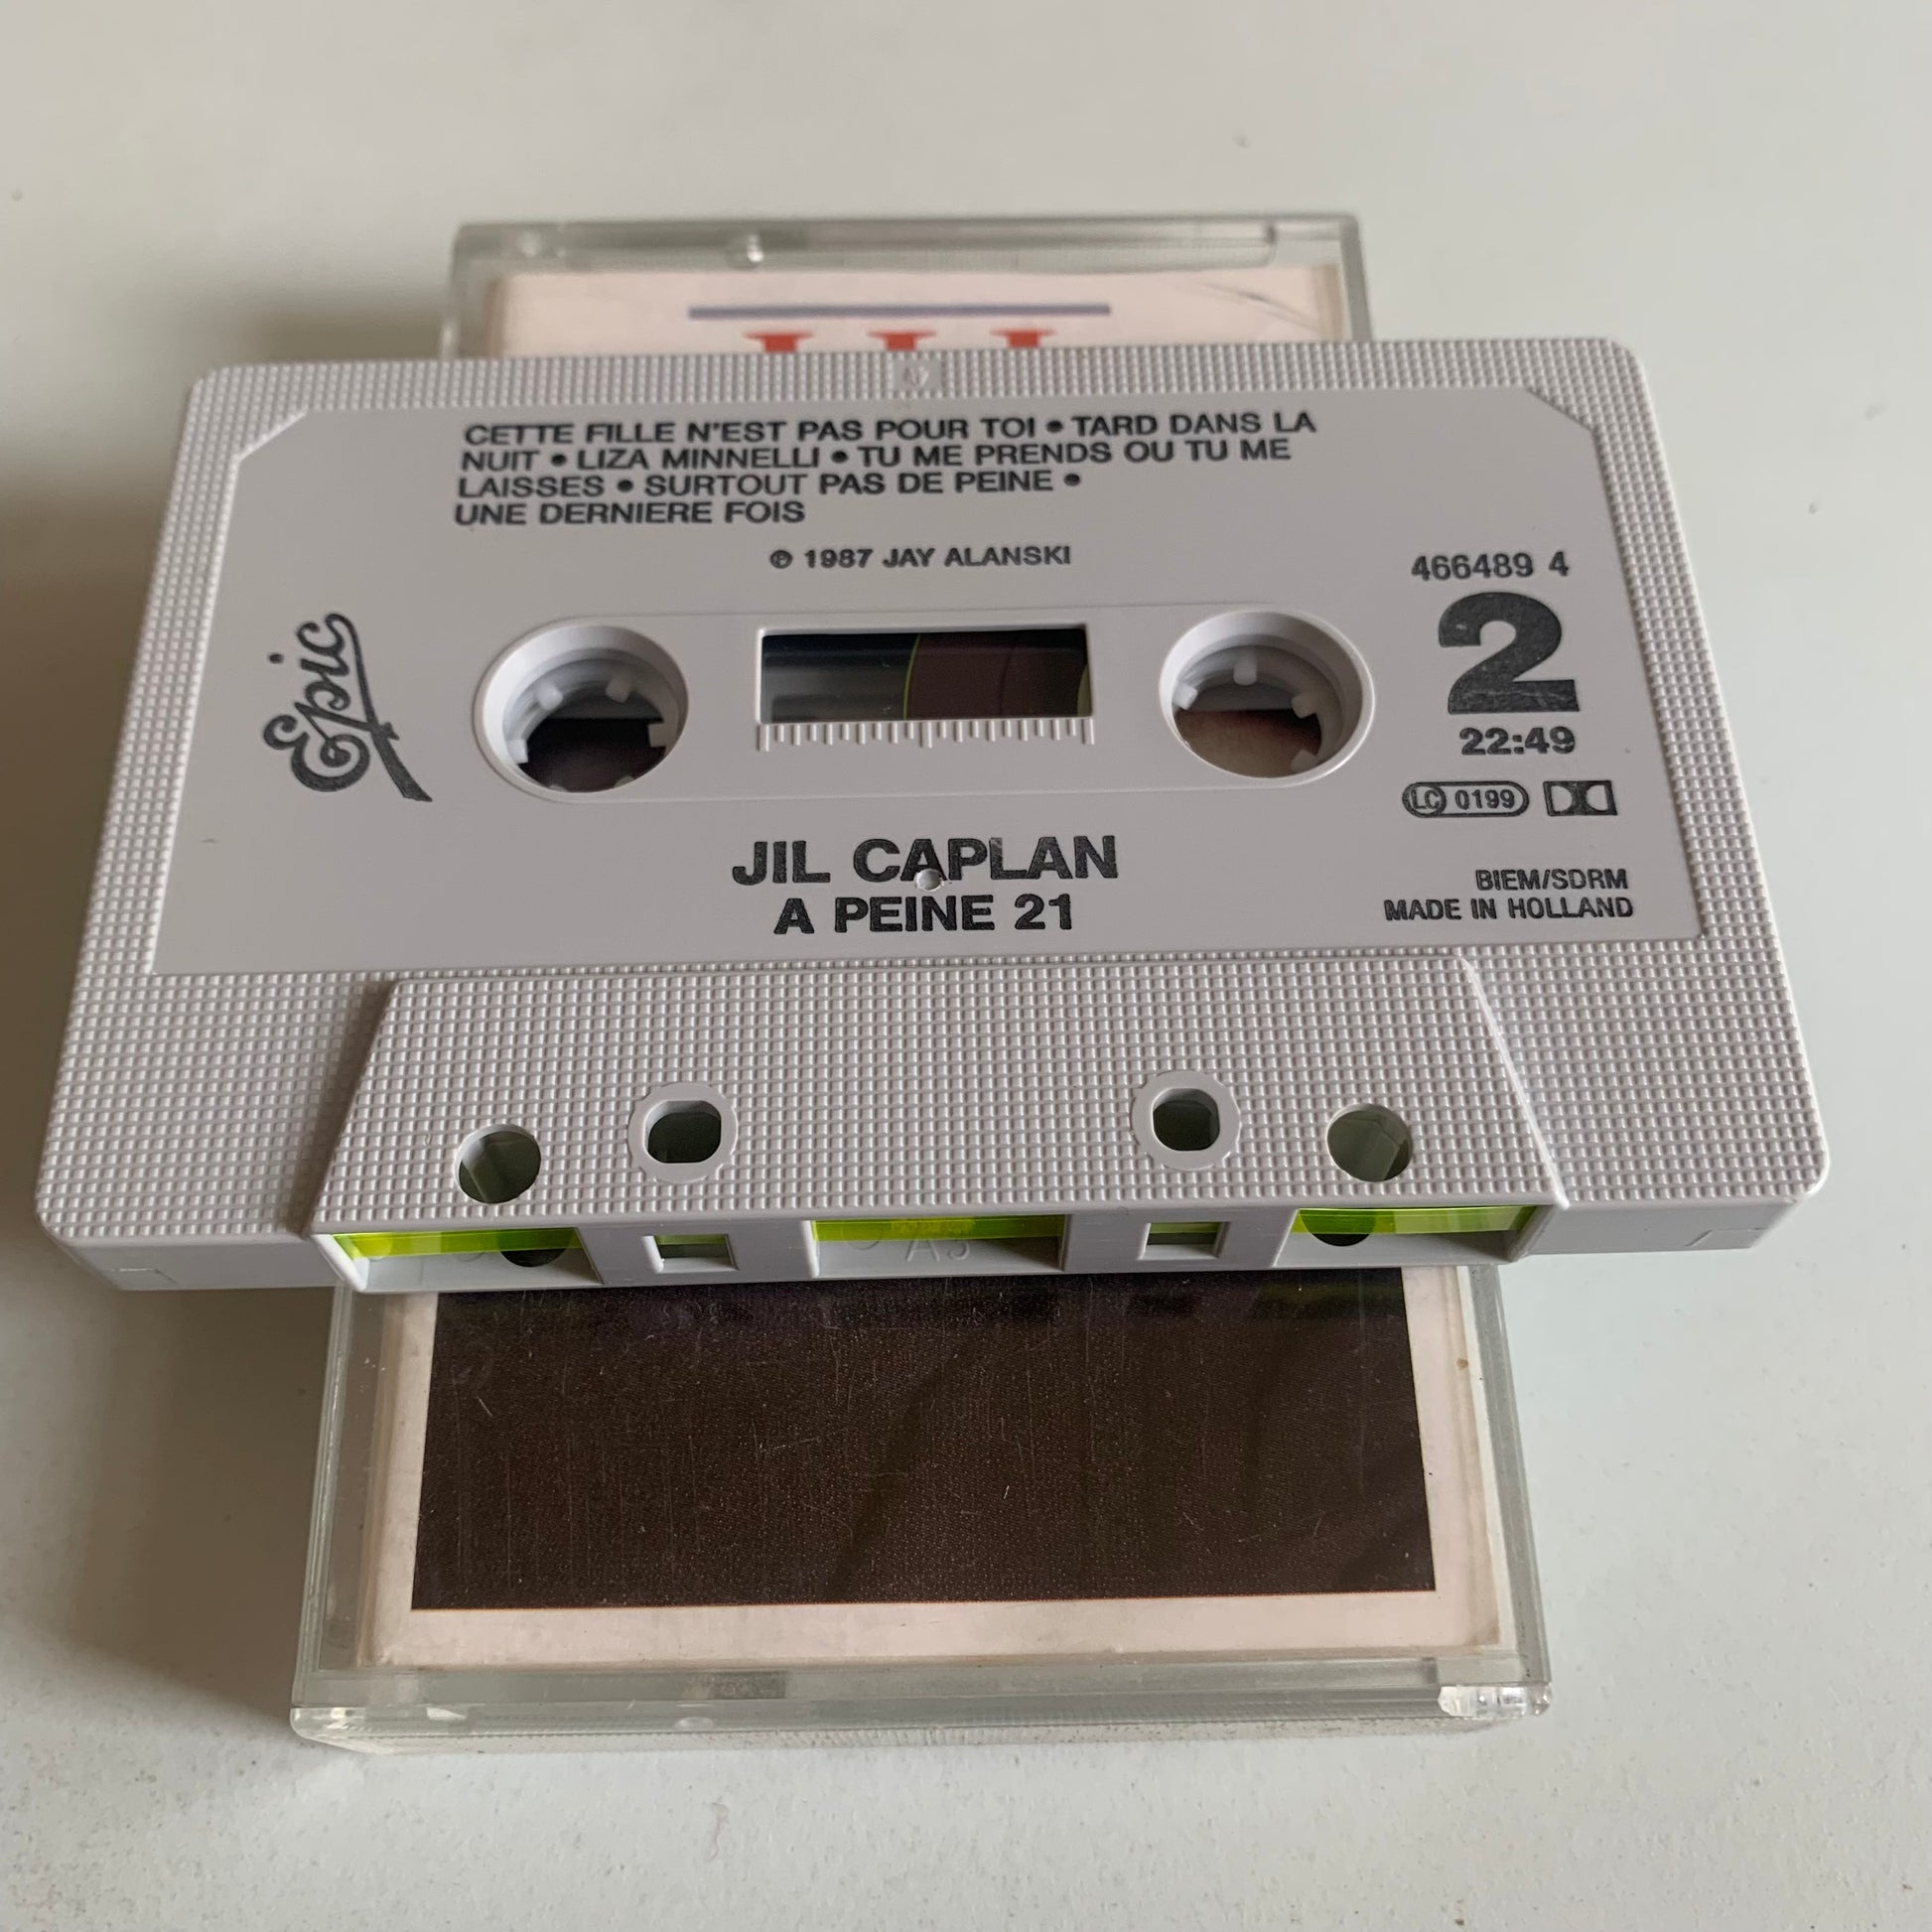 CETTE FILLE N'EST PAS POUR TOI • TARD DANS LA
NUIT • LIZA MINNELLI • TU ME PRENDS OU TU ME
LAISSES • SURTOUT PAS DE PEINE •
UNE DERNIERE FOIS
℗ 1987 JAY ALANSKI
466489 4
Epic
2
22:49
LC 0199
JIL CAPLAN
A PEINE 21
BIEM/SDRM
MADE IN HOLLAND